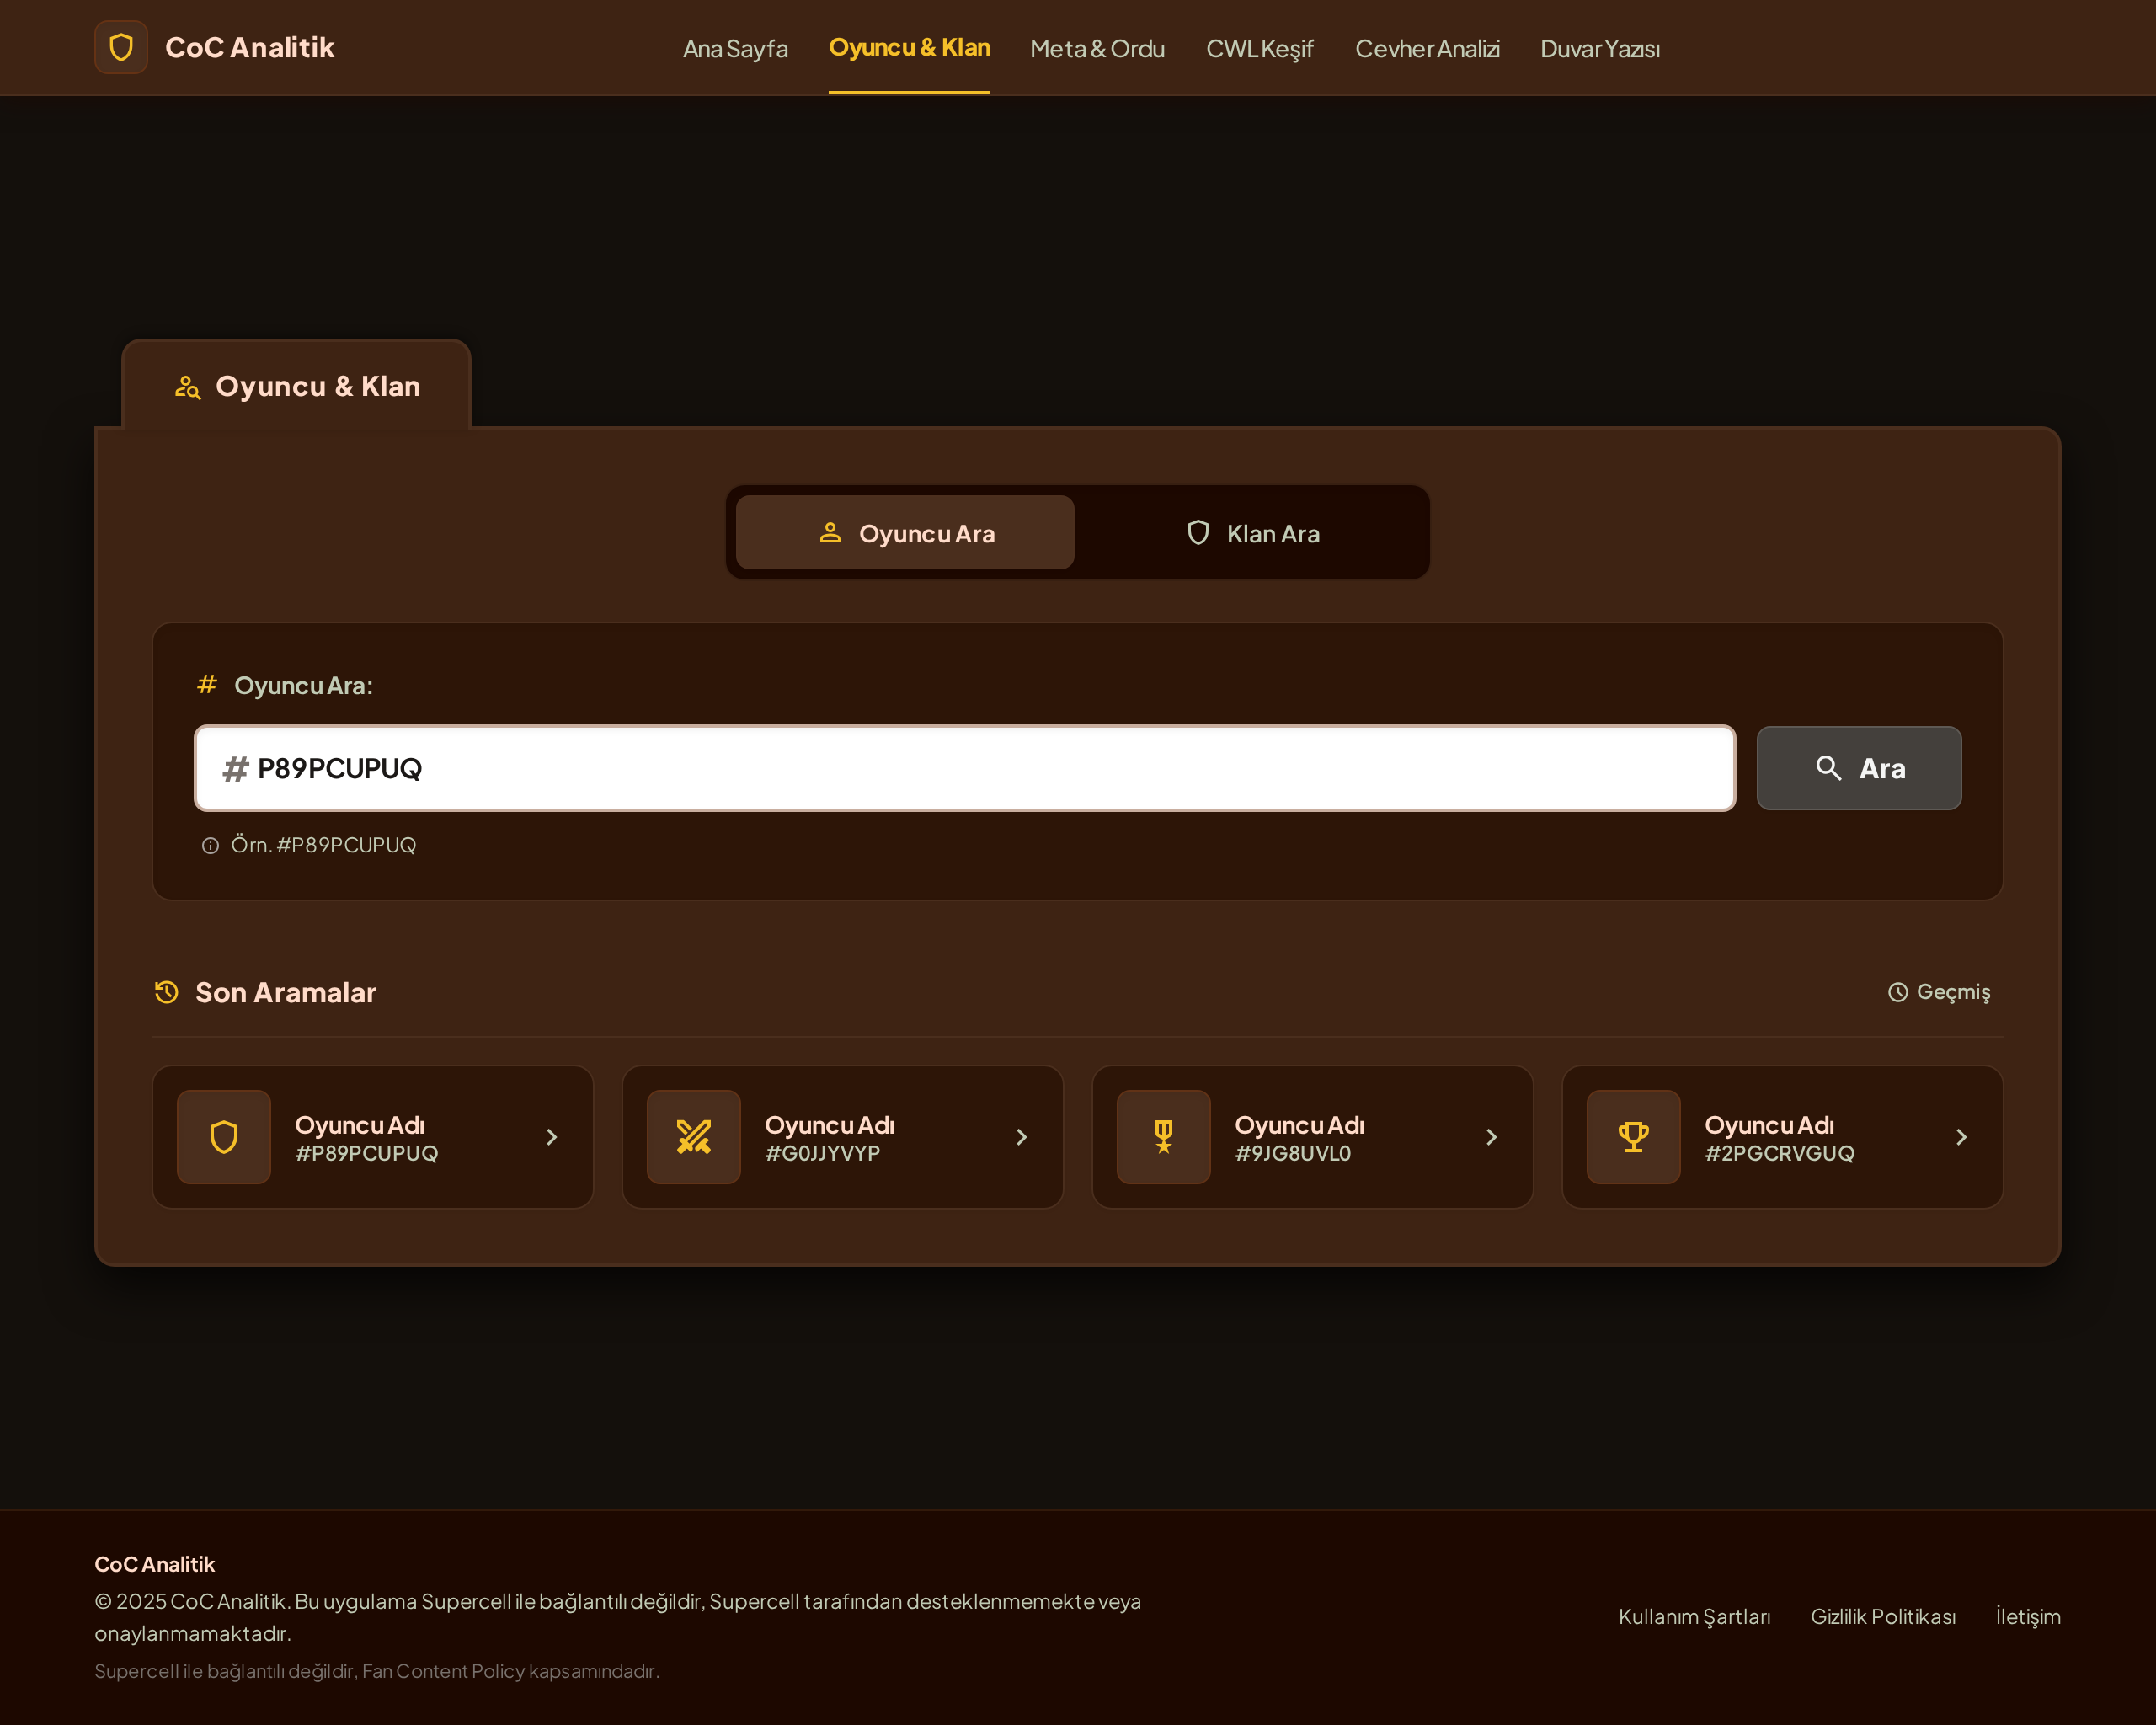 CoC Analitik
Ana Sayfa
Oyuncu & Klan
Meta & Ordu
CWL Keşif
Cevher Analizi
Duvar Yazısı
Oyuncu & Klan
Oyuncu Ara
Klan Ara
# Oyuncu Ara:
# P89PCUPUQ
Ara
Örn. #P89PCUPUQ
Son Aramalar
Geçmiş
Oyuncu Adı
#P89PCUPUQ
Oyuncu Adı
#G0JJYVYP
Oyuncu Adı
#9JG8UVL0
Oyuncu Adı
#2PGCRVGUQ
CoC Analitik
© 2025 CoC Analitik. Bu uygulama Supercell ile bağlantılı değildir, Supercell tarafından desteklenmemekte veya
onaylanmamaktadır.
Supercell ile bağlantılı değildir, Fan Content Policy kapsamındadır.
Kullanım Şartları
Gizlilik Politikası
İletişim